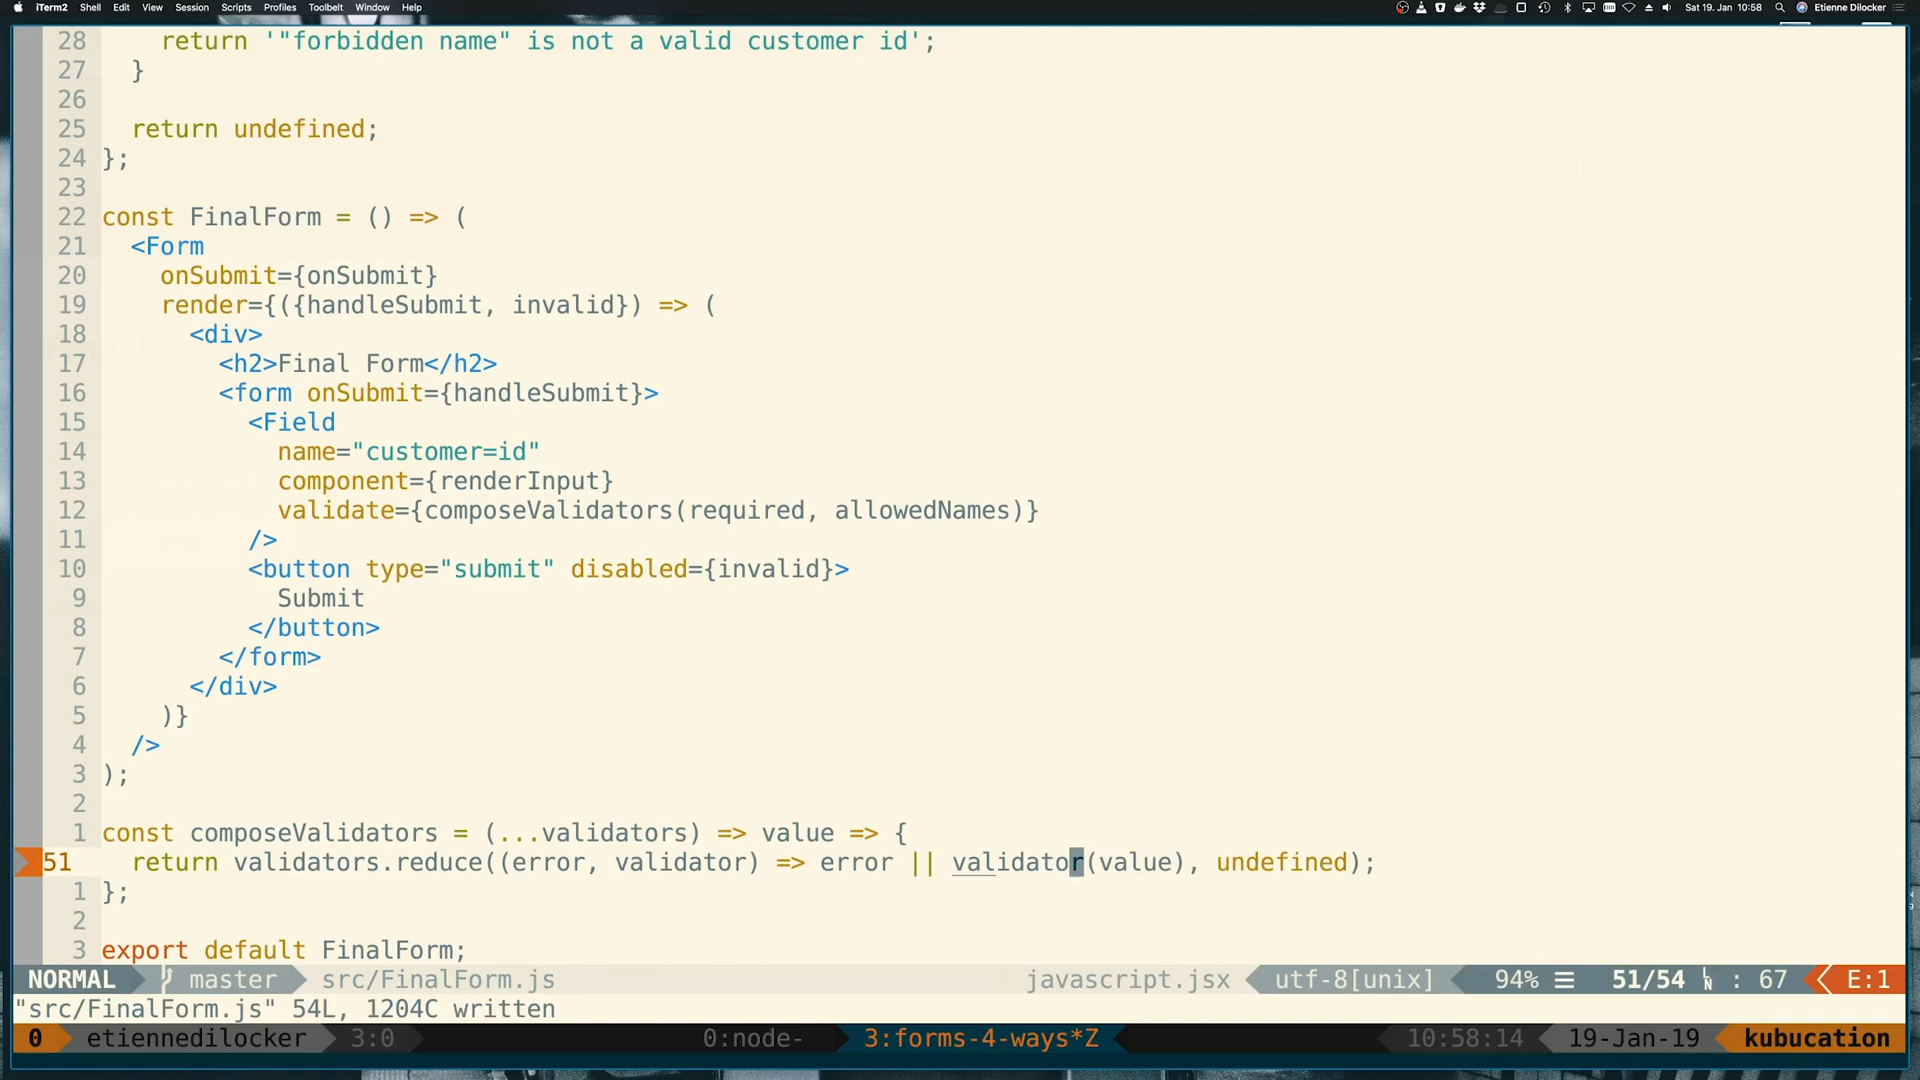 iTerm2 Shell Edit View Session Scripts Profiles Toolbelt Window Help Sat 19. Jan 10:58 Etienne Dilocker
28 return '"forbidden name" is not a valid customer id';
27 }
26
25 return undefined;
24 };
23
22 const FinalForm = () => (
21 <Form
20 onSubmit={onSubmit}
19 render={({handleSubmit, invalid}) => (
18 <div>
17 <h2>Final Form</h2>
16 <form onSubmit={handleSubmit}>
15 <Field
14 name="customer=id"
13 component={renderInput}
12 validate={composeValidators(required, allowedNames)}
11 />
10 <button type="submit" disabled={invalid}>
9 Submit
8 </button>
7 </form>
6 </div>
5 )}
4 />
3 );
2
1 const composeValidators = (...validators) => value => {
51 return validators.reduce((error, validator) => error || validator(value), undefined);
1 };
2
3 export default FinalForm;
NORMAL master src/FinalForm.js javascript.jsx utf-8[unix] 94% ☰ 51/54 : 67 E:1
"src/FinalForm.js" 54L, 1204C written
0 etiennedilocker 3:0 0:node- 3:forms-4-ways*Z 10:58:14 19-Jan-19 kubucation